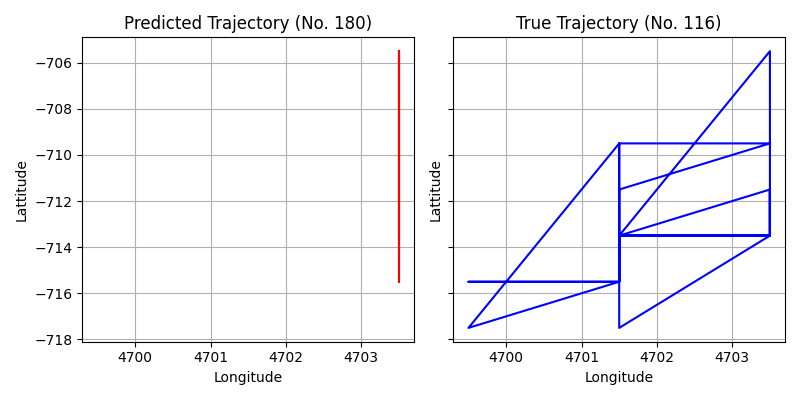 Predicted Trajectory (No. 180)
True Trajectory (No. 116)
−706
−708
−710
−712
−714
−716
−718
Lattitude
Lattitude
4700
4701
4702
4703
4700
4701
4702
4703
Longitude
Longitude